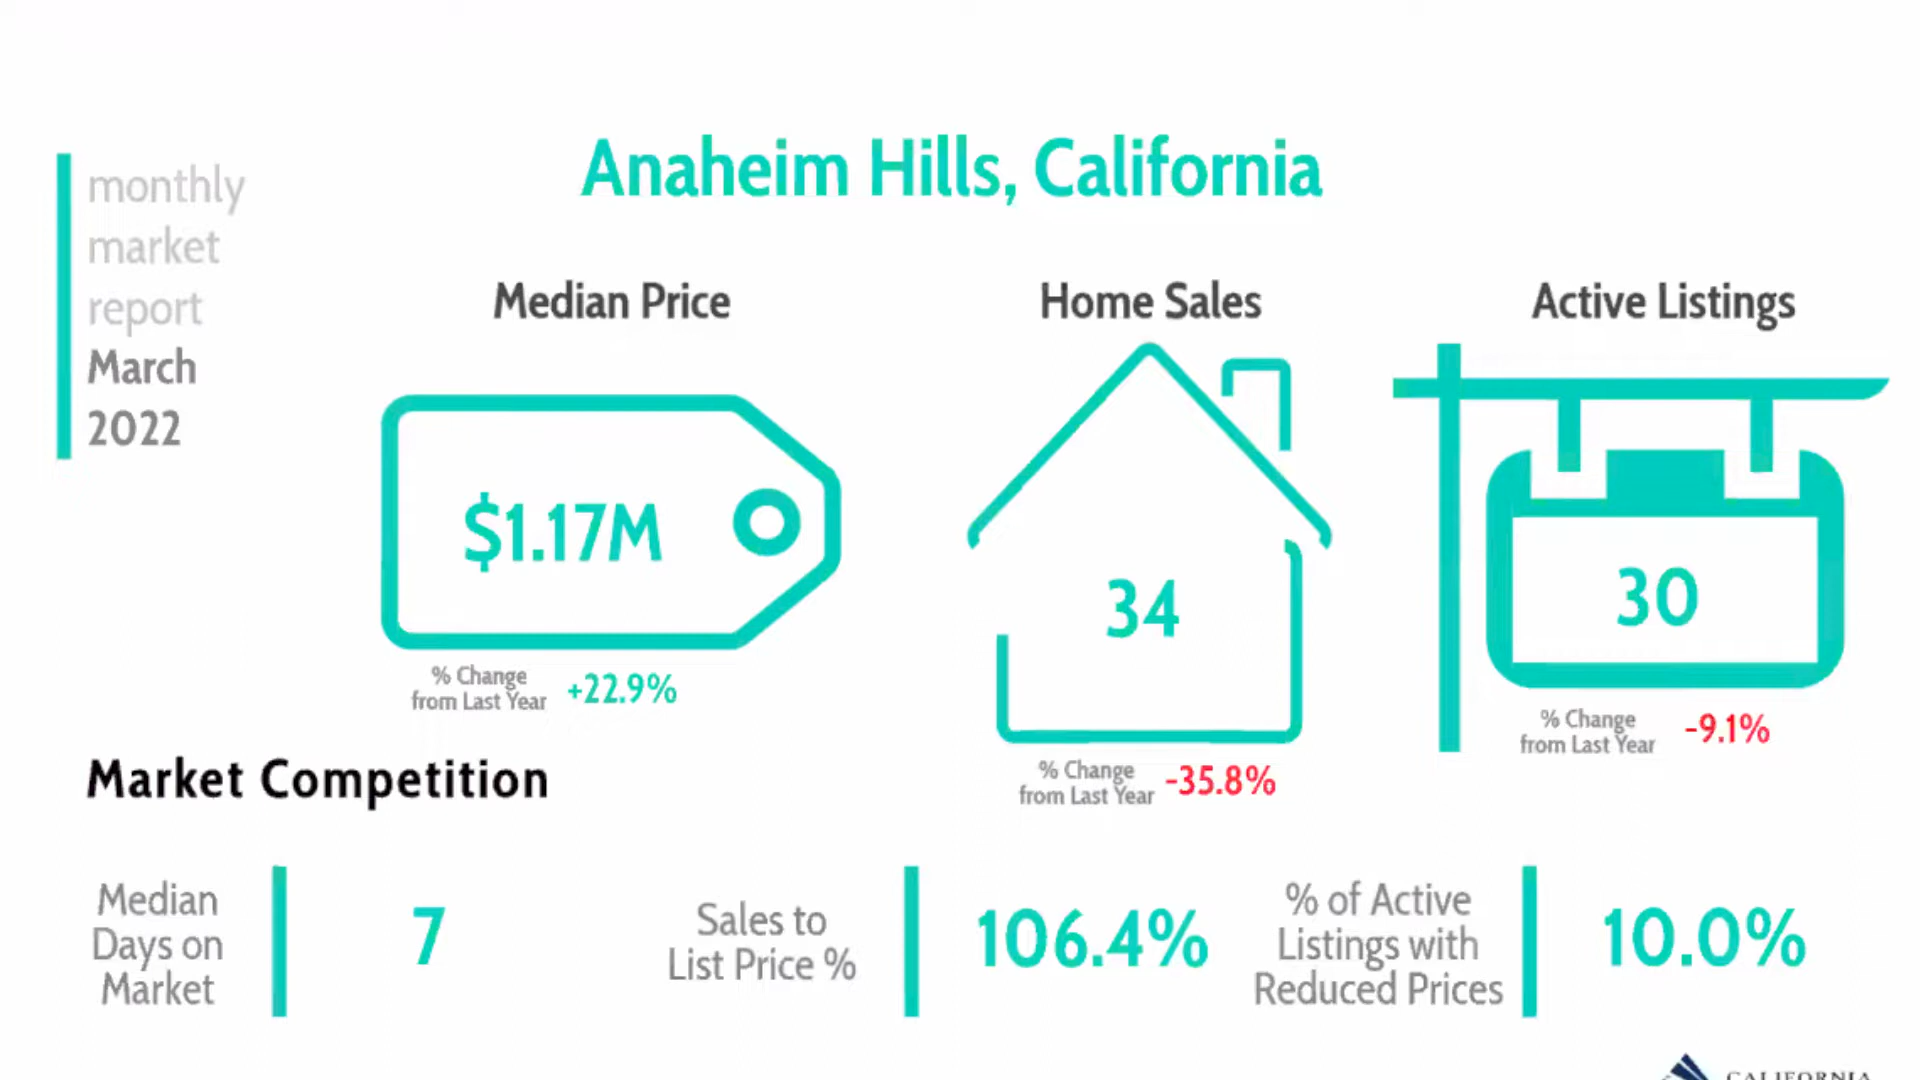 Anaheim Hills, California
monthly
market
report
March
2022
Median Price
Home Sales
Active Listings
$1.17M
34
30
% Change
from Last Year
+22.9%
% Change
from Last Year
-35.8%
% Change
from Last Year
-9.1%
Market Competition
Median
Days on
Market
7
Sales to
List Price %
106.4%
% of Active
Listings with
Reduced Prices
10.0%
CALIFORNIA